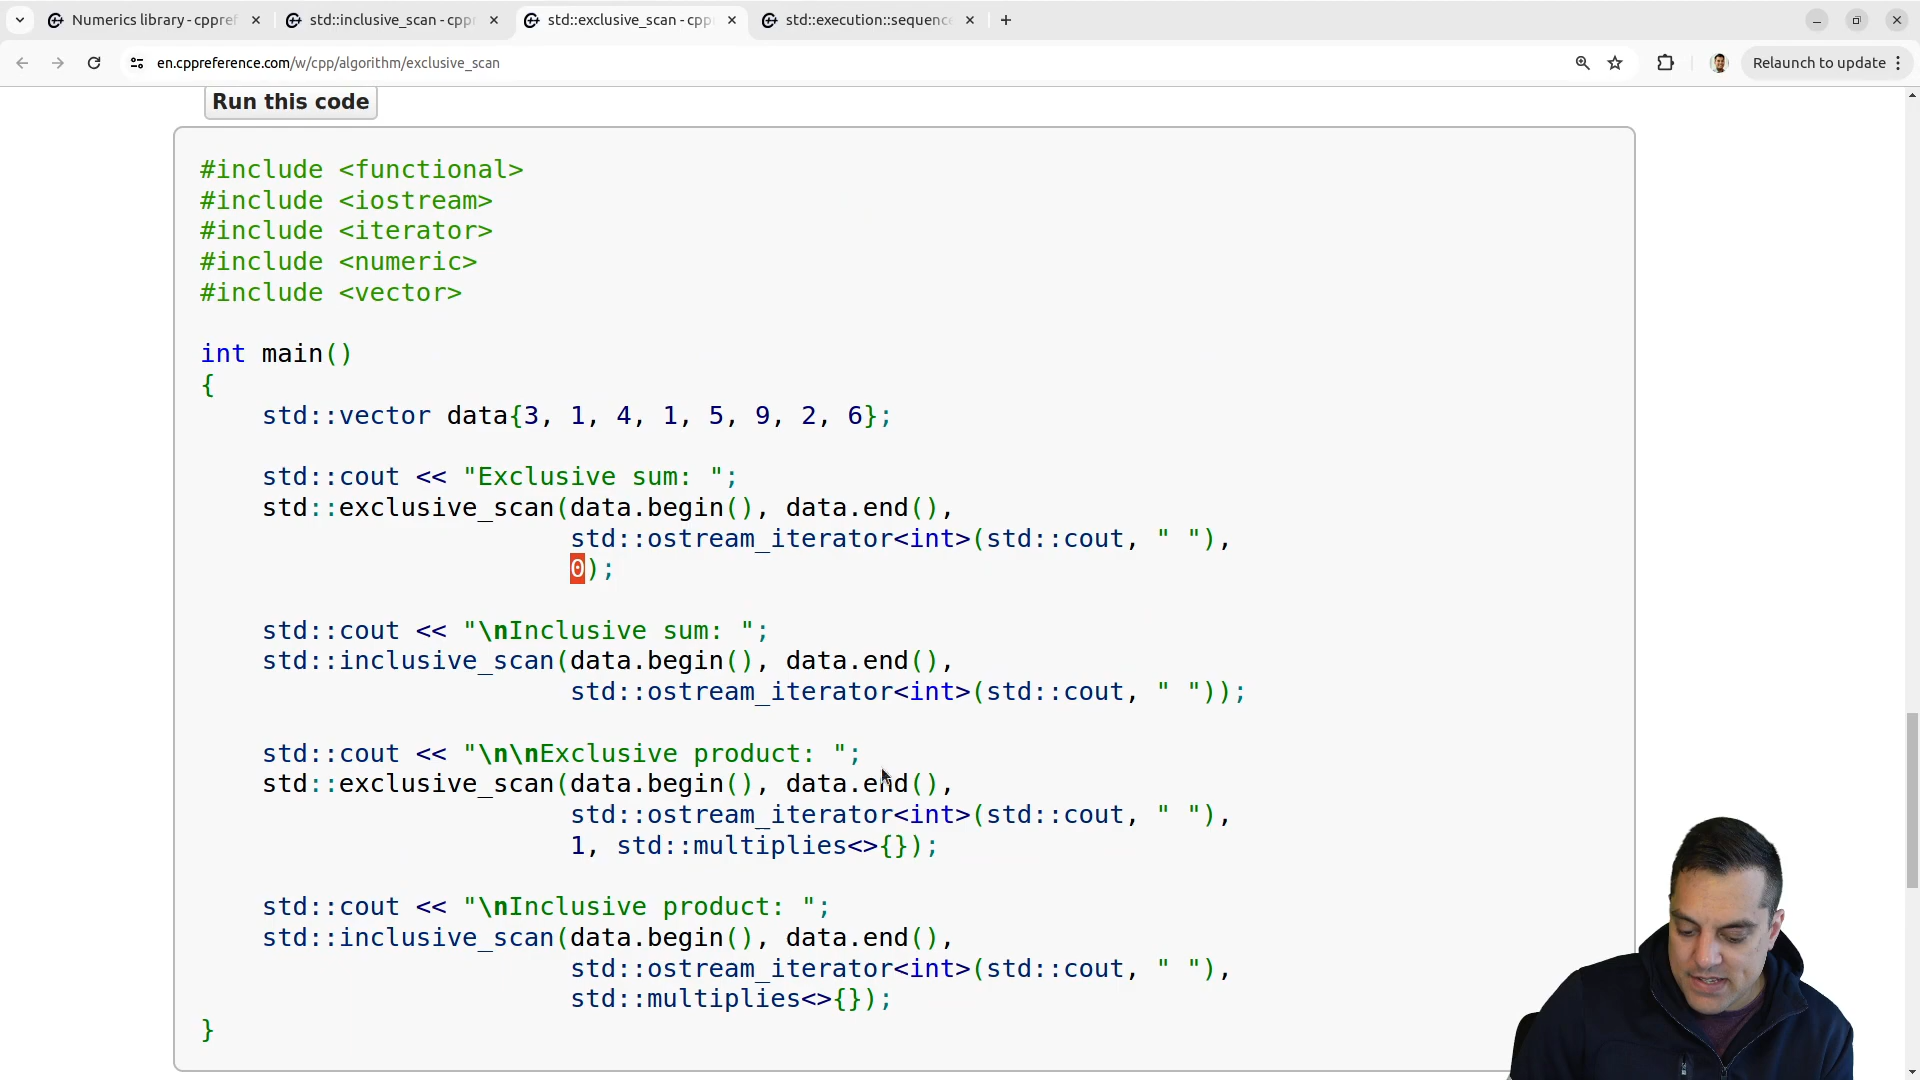 Numerics library - cppref
std::inclusive_scan - cpp
std::exclusive_scan - cpp
std::execution::sequence
en.cppreference.com/w/cpp/algorithm/exclusive_scan
Relaunch to update
Run this code
#include <functional>
#include <iostream>
#include <iterator>
#include <numeric>
#include <vector>
int main()
{
    std::vector data{3, 1, 4, 1, 5, 9, 2, 6};
    std::cout << "Exclusive sum: ";
    std::exclusive_scan(data.begin(), data.end(),
                        std::ostream_iterator<int>(std::cout, " "),
                        0);
    std::cout << "\nInclusive sum: ";
    std::inclusive_scan(data.begin(), data.end(),
                        std::ostream_iterator<int>(std::cout, " "));
    std::cout << "\n\nExclusive product: ";
    std::exclusive_scan(data.begin(), data.end(),
                        std::ostream_iterator<int>(std::cout, " "),
                        1, std::multiplies<>{});
    std::cout << "\nInclusive product: ";
    std::inclusive_scan(data.begin(), data.end(),
                        std::ostream_iterator<int>(std::cout, " "),
                        std::multiplies<>{});
}